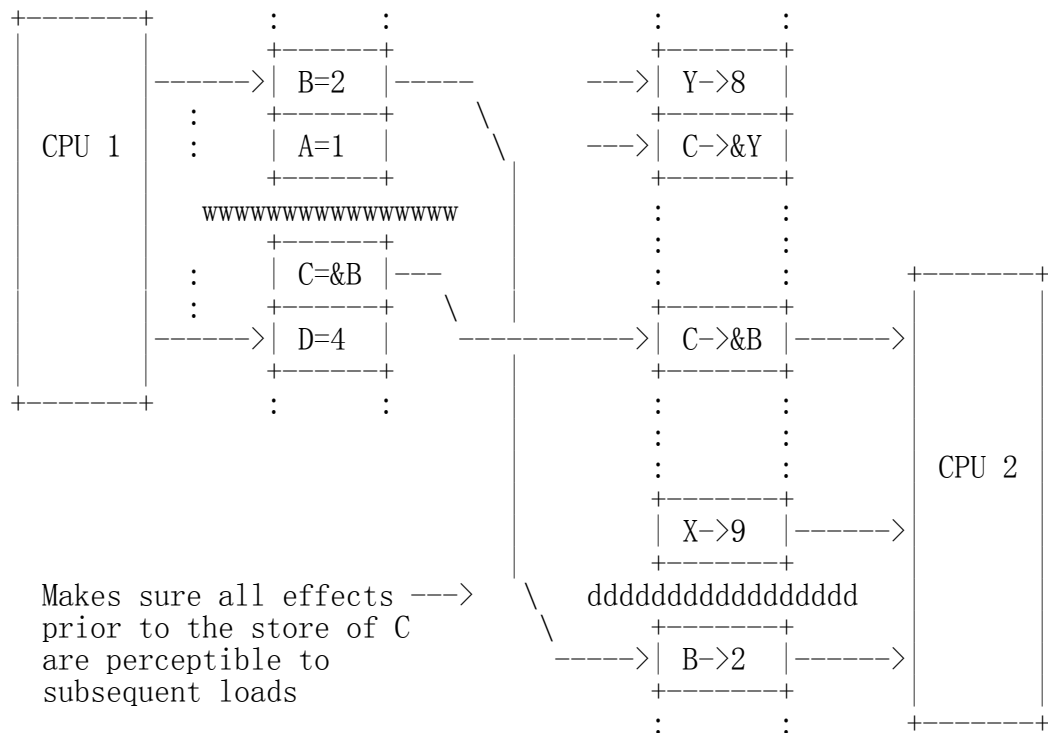 +-------+       :      :                :       :
|       |       +------+                +-------+
|       |------>| B=2  |-----       --->| Y->8  |
|       |  :    +------+     \          +-------+
| CPU 1 |  :    | A=1  |      \     --->| C->&Y |
|       |       +------+       |        +-------+
|       |   wwwwwwwwwwwwwwww   |        :       :
|       |       +------+       |        :       :
|       |  :    | C=&B |---    |        :       :       +-------+
|       |  :    +------+   \   |        +-------+       |       |
|       |------>| D=4  |    ----------->| C->&B |------>|       |
|       |       +------+       |        +-------+       |       |
+-------+       :      :       |        :       :       |       |
                               |        :       :       |       |
                               |        :       :       | CPU 2 |
                               |        +-------+       |       |
                               |        | X->9  |------>|       |
                               |        +-------+       |       |
  Makes sure all effects --->   \   ddddddddddddddddd   |       |
  prior to the store of C        \      +-------+       |       |
  are perceptible to              ----->| B->2  |------>|       |
  subsequent loads                      +-------+       |       |
                                        :       :       +-------+